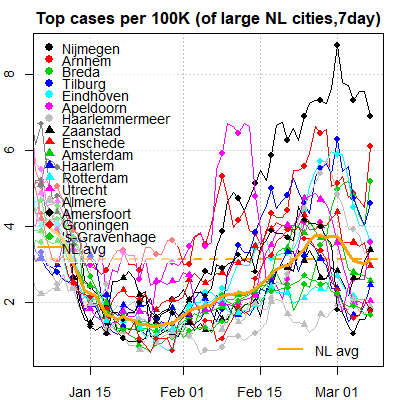 Top cases per 100K (of large NL cities,7day)
Nijmegen
Arnhem
Breda
Tilburg
Eindhoven
Apeldoorn
Haarlemmermeer
Zaanstad
Enschede
Amsterdam
Haarlem
Rotterdam
Utrecht
Almere
Amersfoort
Groningen
's-Gravenhage
NL avg
8
6
4
2
NL avg
Jan 15
Feb 01
Feb 15
Mar 01